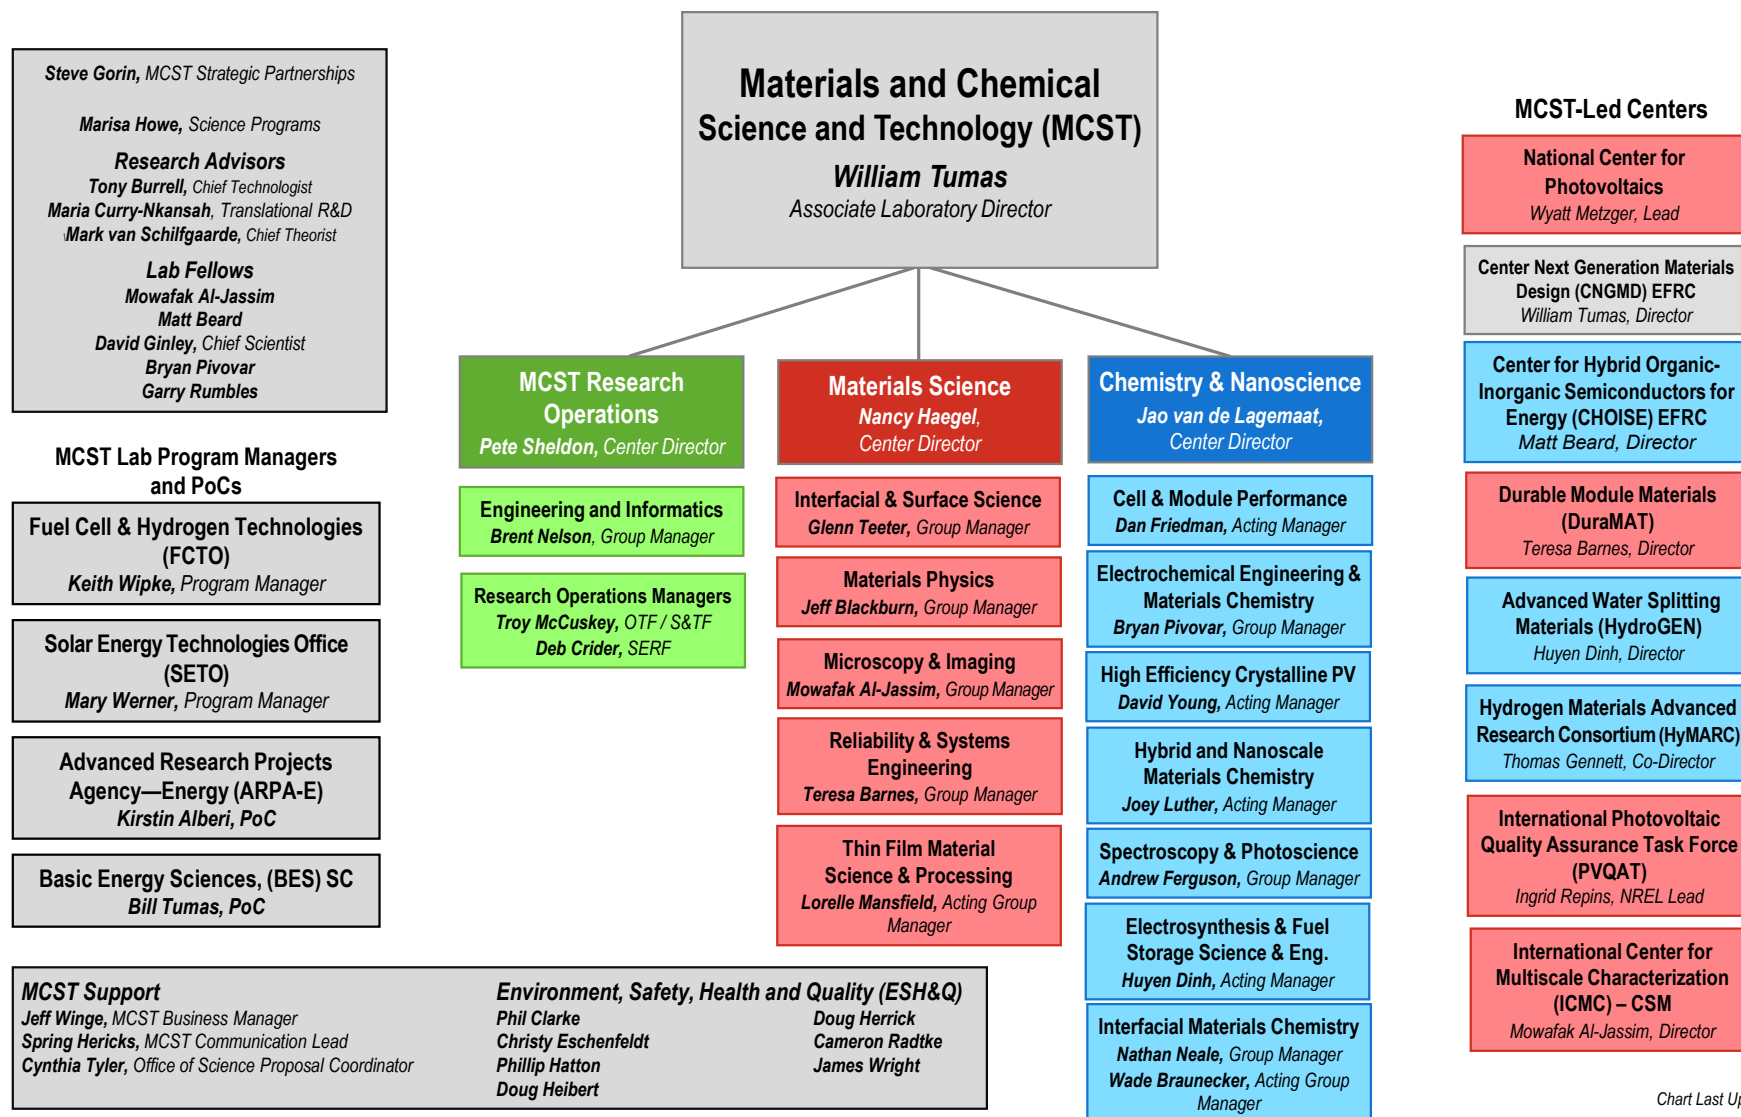 Steve Gorin, MCST Strategic Partnerships
Marisa Howe, Science Programs
Research Advisors
Tony Burrell, Chief Technologist
Maria Curry-Nkansah, Translational R&D
\Mark van Schilfgaarde, Chief Theorist
Lab Fellows
Mowafak Al-Jassim
Matt Beard
David Ginley, Chief Scientist
Bryan Pivovar
Garry Rumbles
MCST Lab Program Managers
and PoCs
Fuel Cell & Hydrogen Technologies
(FCTO)
Keith Wipke, Program Manager
Solar Energy Technologies Office
(SETO)
Mary Werner, Program Manager
Advanced Research Projects
Agency—Energy (ARPA-E)
Kirstin Alberi, PoC
Basic Energy Sciences, (BES) SC
Bill Tumas, PoC
Materials and Chemical
Science and Technology (MCST)
William Tumas
Associate Laboratory Director
MCST Research
Operations
Pete Sheldon, Center Director
Engineering and Informatics
Brent Nelson, Group Manager
Research Operations Managers
Troy McCuskey, OTF / S&TF
Deb Crider, SERF
Materials Science
Nancy Haegel,
Center Director
Interfacial & Surface Science
Glenn Teeter, Group Manager
Materials Physics
Jeff Blackburn, Group Manager
Microscopy & Imaging
Mowafak Al-Jassim, Group Manager
Reliability & Systems
Engineering
Teresa Barnes, Group Manager
Thin Film Material
Science & Processing
Lorelle Mansfield, Acting Group
Manager
Chemistry & Nanoscience
Jao van de Lagemaat,
Center Director
Cell & Module Performance
Dan Friedman, Acting Manager
Electrochemical Engineering &
Materials Chemistry
Bryan Pivovar, Group Manager
High Efficiency Crystalline PV
David Young, Acting Manager
Hybrid and Nanoscale
Materials Chemistry
Joey Luther, Acting Manager
Spectroscopy & Photoscience
Andrew Ferguson, Group Manager
Electrosynthesis & Fuel
Storage Science & Eng.
Huyen Dinh, Acting Manager
Interfacial Materials Chemistry
Nathan Neale, Group Manager
Wade Braunecker, Acting Group
Manager
MCST-Led Centers
National Center for
Photovoltaics
Wyatt Metzger, Lead
Center Next Generation Materials
Design (CNGMD) EFRC
William Tumas, Director
Center for Hybrid Organic-
Inorganic Semiconductors for
Energy (CHOISE) EFRC
Matt Beard, Director
Durable Module Materials
(DuraMAT)
Teresa Barnes, Director
Advanced Water Splitting
Materials (HydroGEN)
Huyen Dinh, Director
Hydrogen Materials Advanced
Research Consortium (HyMARC)
Thomas Gennett, Co-Director
International Photovoltaic
Quality Assurance Task Force
(PVQAT)
Ingrid Repins, NREL Lead
International Center for
Multiscale Characterization
(ICMC) – CSM
Mowafak Al-Jassim, Director
MCST Support
Jeff Winge, MCST Business Manager
Spring Hericks, MCST Communication Lead
Cynthia Tyler, Office of Science Proposal Coordinator
Environment, Safety, Health and Quality (ESH&Q)
Phil Clarke
Christy Eschenfeldt
Phillip Hatton
Doug Heibert
Doug Herrick
Cameron Radtke
James Wright
Chart Last Up